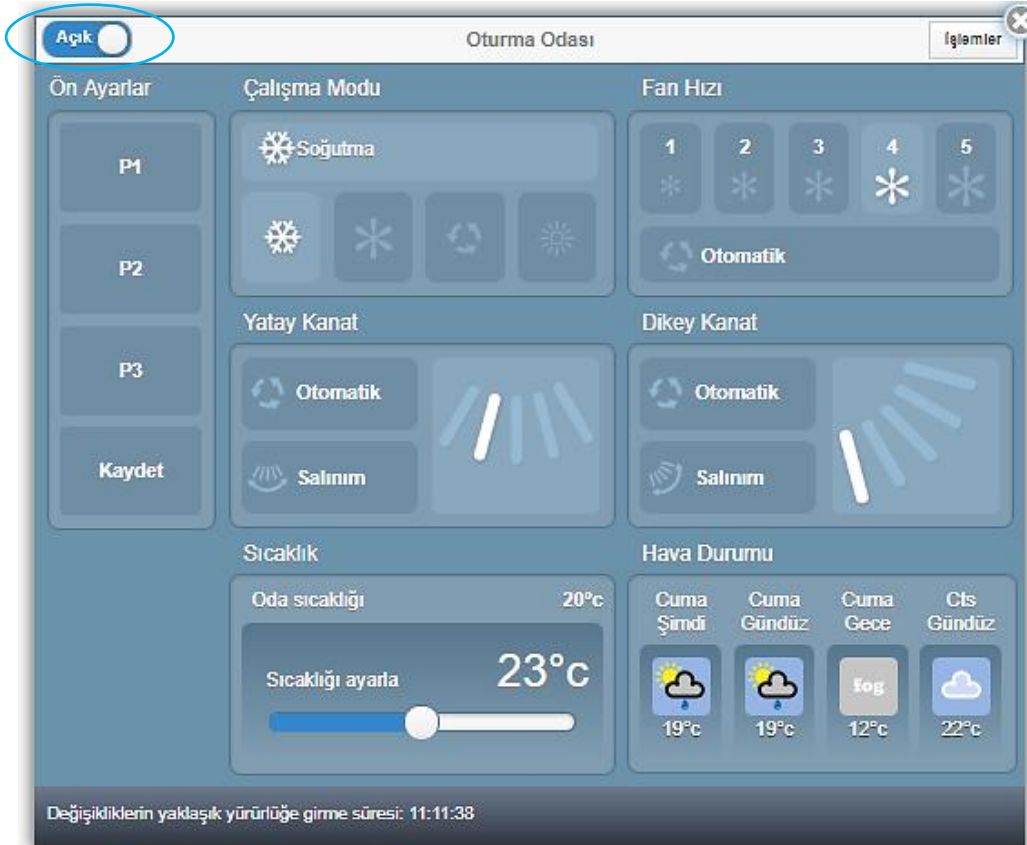 Açık
Oturma Odası
İşlemler
Ön Ayarlar
P1
P2
P3
Kaydet
Çalışma Modu
Soğutma
Fan Hızı
1 2 3 4 5
Otomatik
Yatay Kanat
Otomatik
Salınım
Dikey Kanat
Otomatik
Salınım
Sıcaklık
Oda sıcaklığı 20°c
Sıcaklığı ayarla 23°c
Hava Durumu
Cuma Cuma Cuma Cts
Şimdi Gündüz Gece Gündüz
fog
19°c 19°c 12°c 22°c
Değişikliklerin yaklaşık yürürlüğe girme süresi: 11:11:38